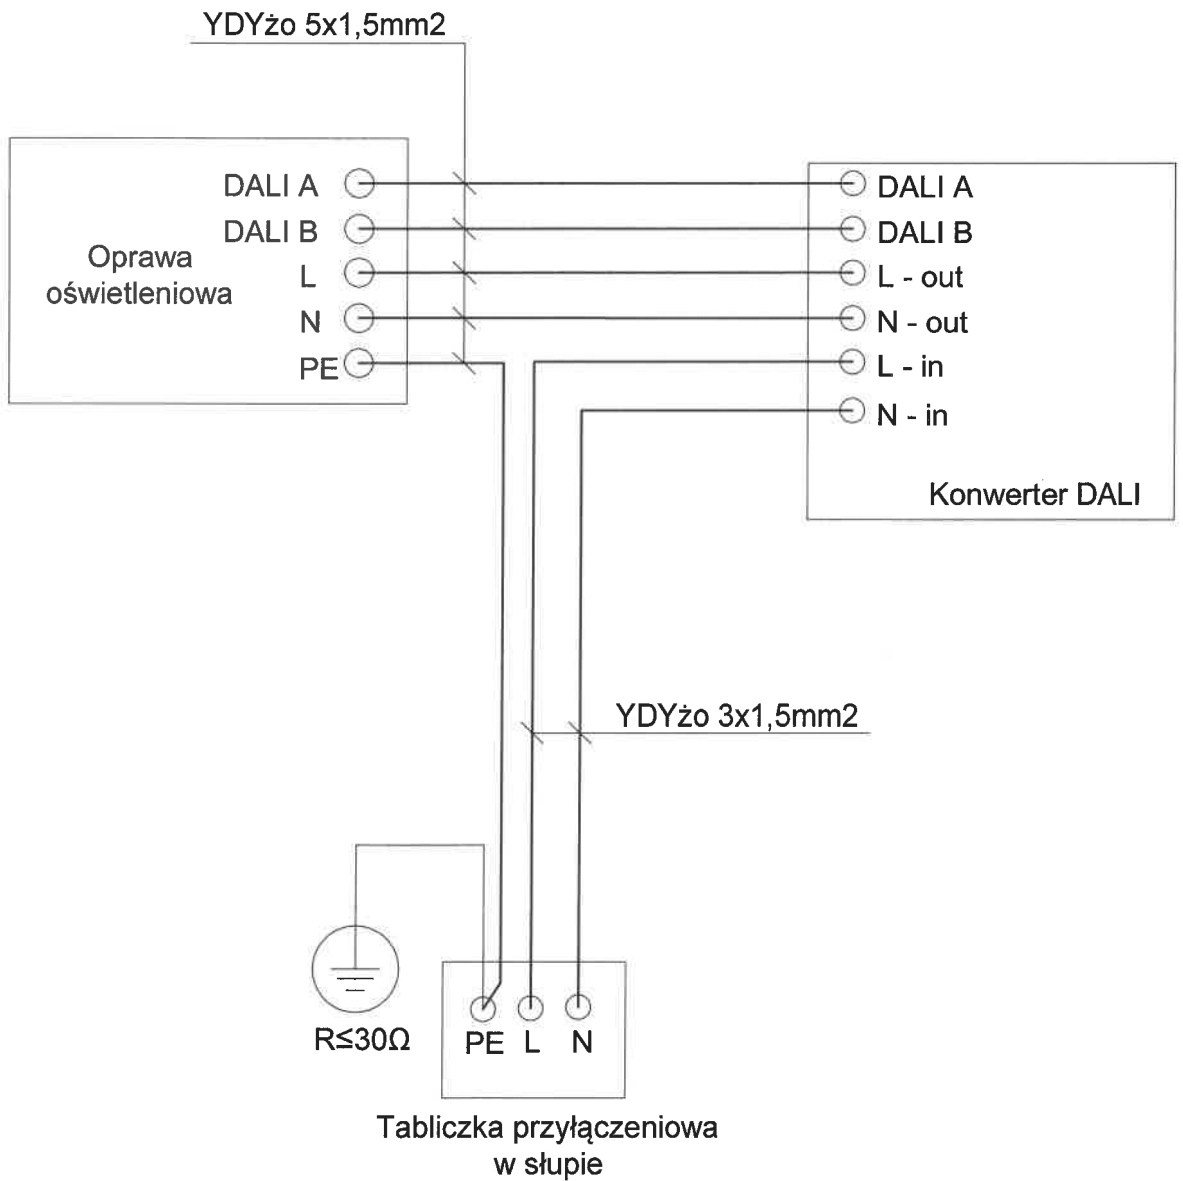 YDYżo 5x1,5mm2
Oprawa
oświetleniowa
DALI A
DALI B
L
N
PE
DALI A
DALI B
L - out
N - out
L - in
N - in
Konwerter DALI
YDYżo 3x1,5mm2
R≤30Ω
PE L N
Tabliczka przyłączeniowa
w słupie